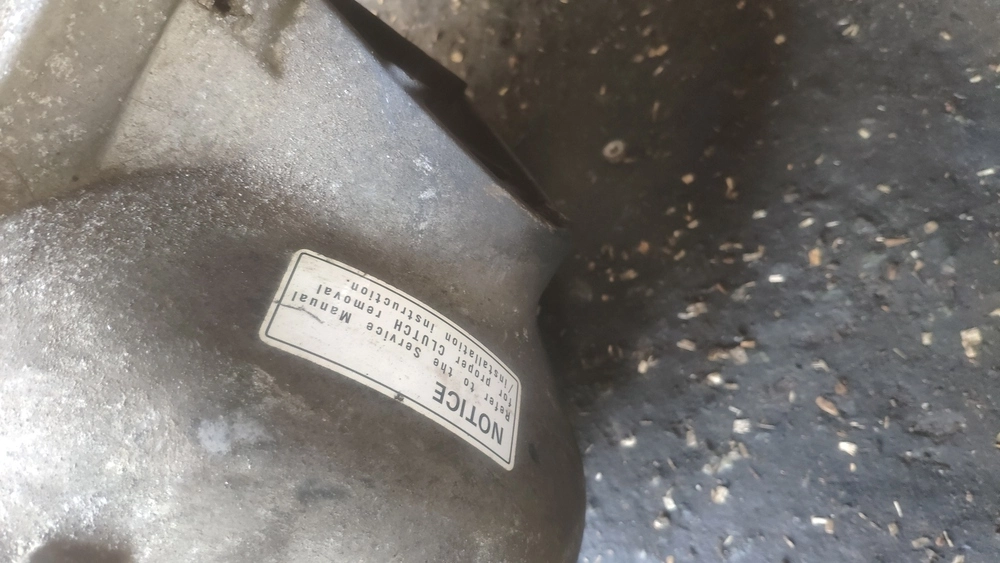 NOTICE
Refer to the Service Manual
for proper CLUTCH removal
/installation instruction.